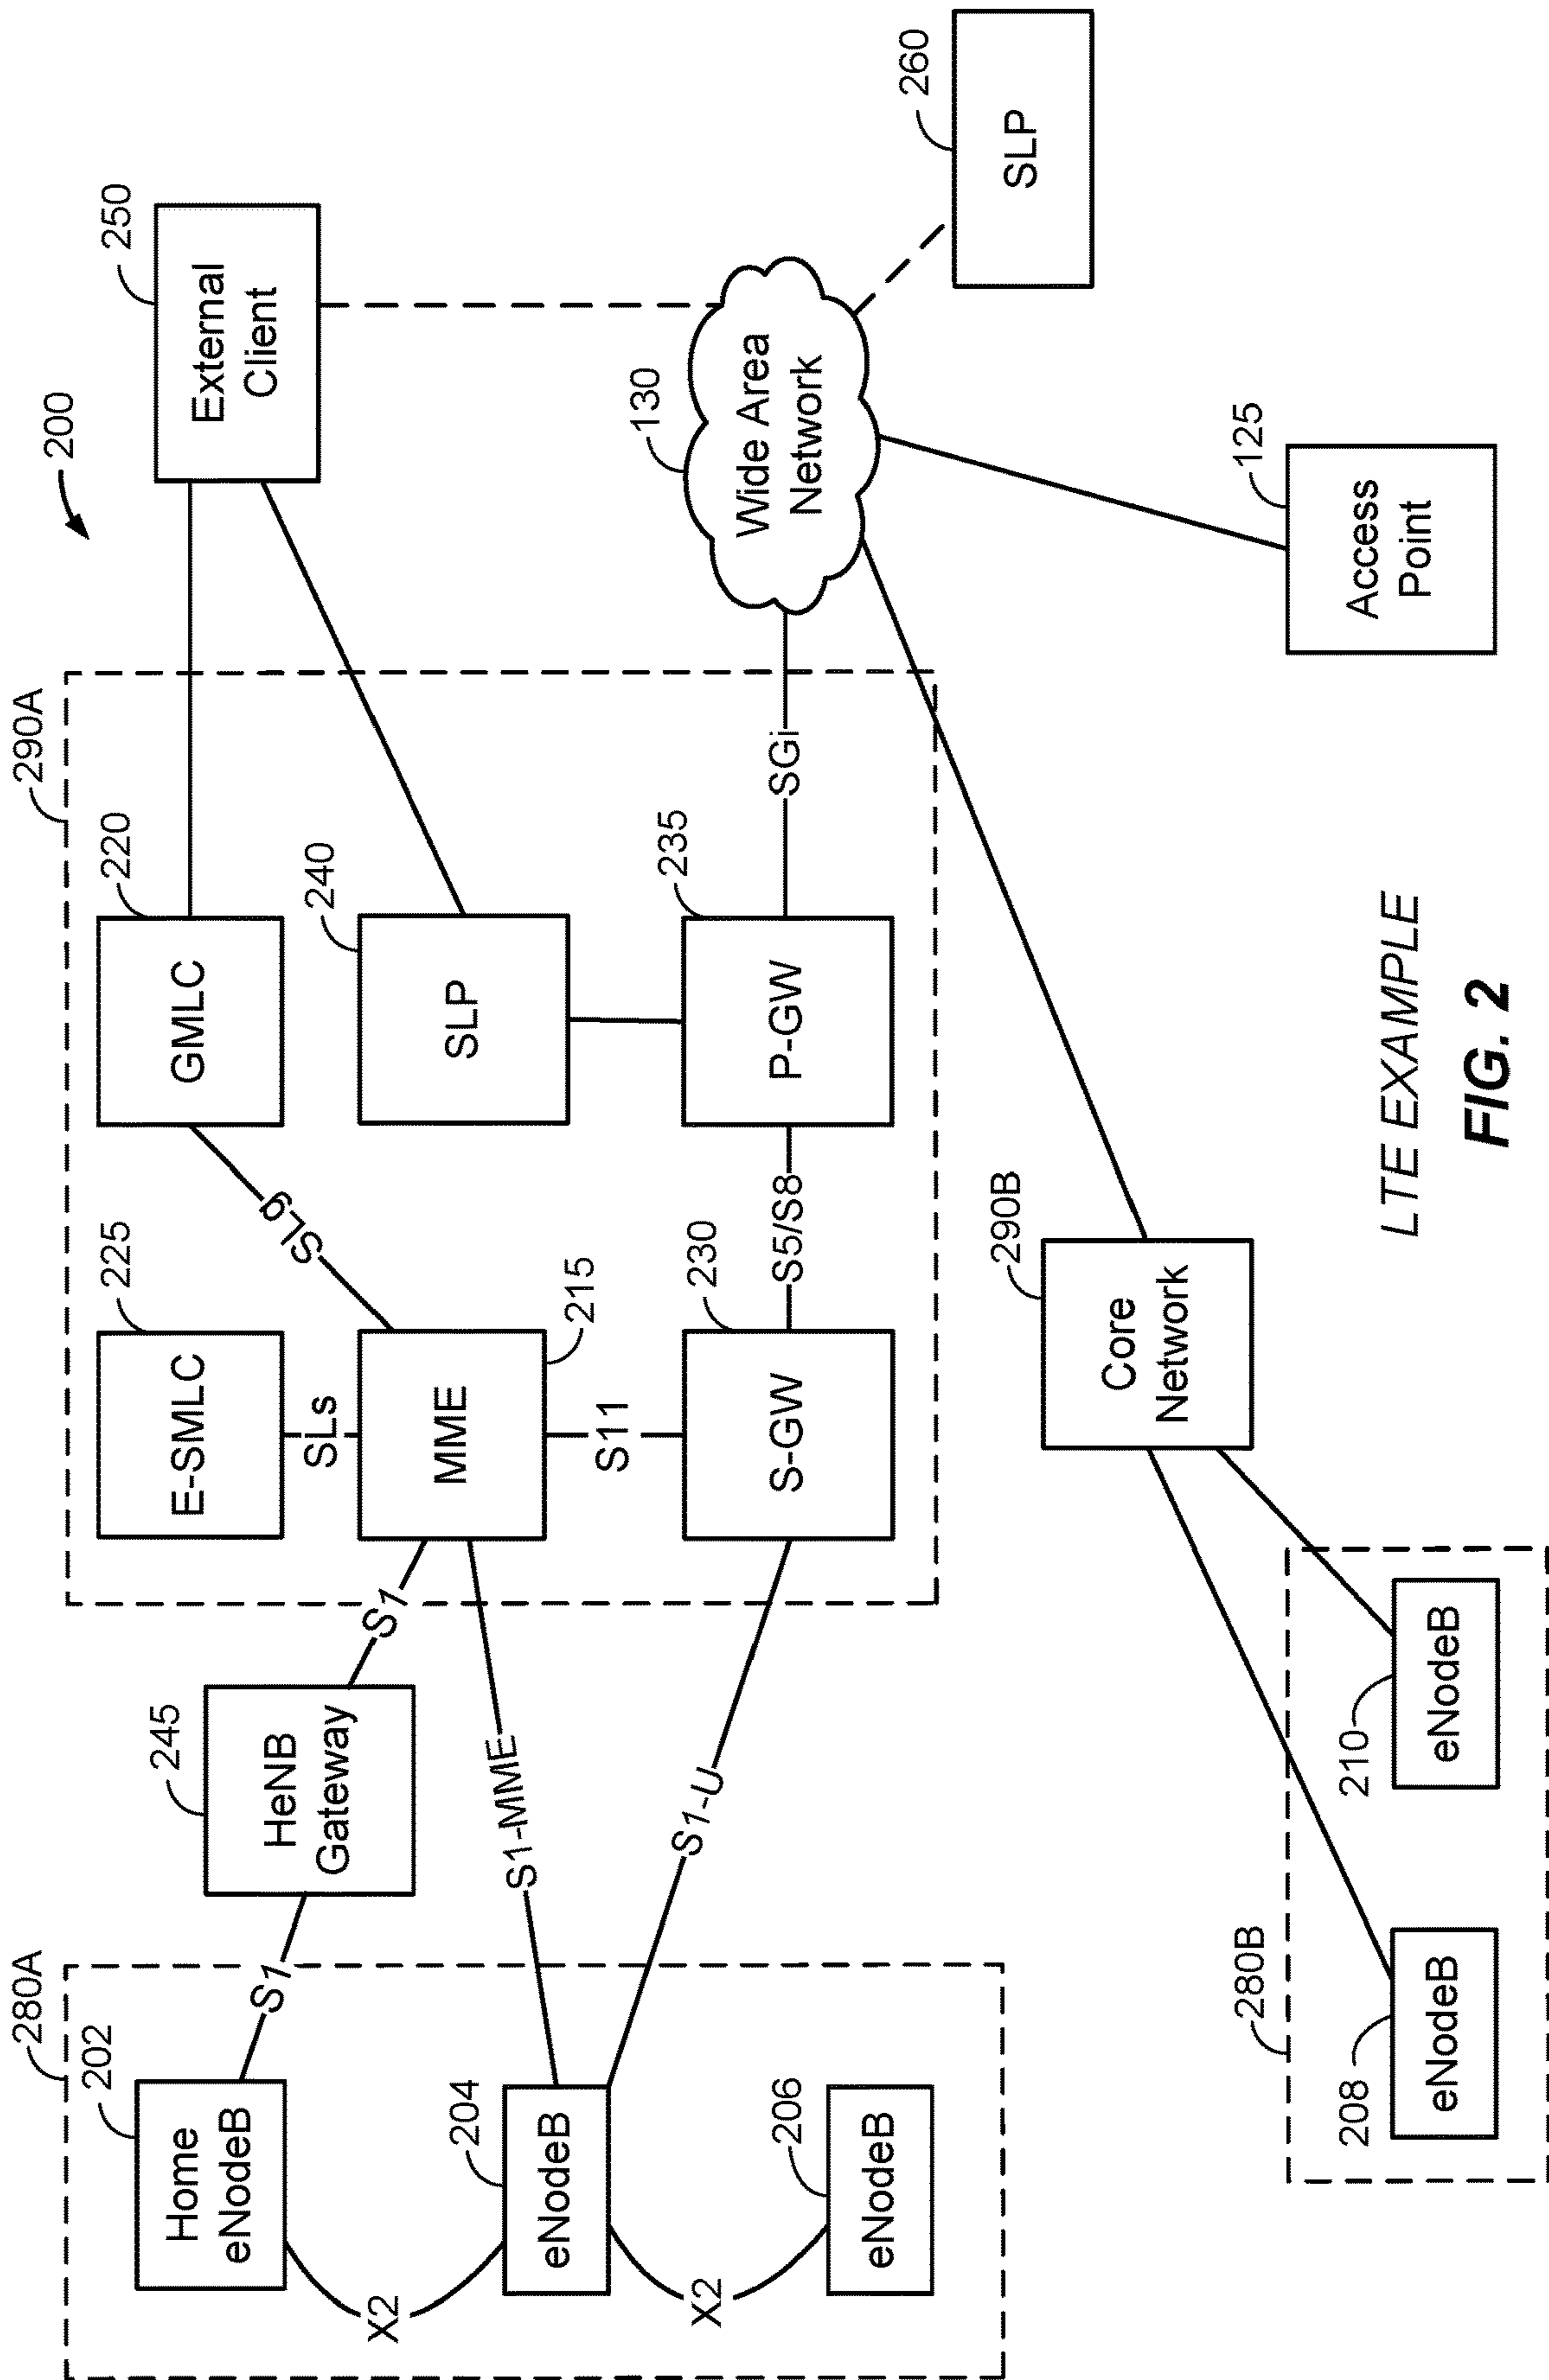 200
280A
202
Home
eNodeB
X2
204
eNodeB
X2
206
eNodeB
S1
245
HeNB
Gateway
S1
S1-MME
S1-U
290A
225
E-SMLC
SLs
MME
215
S11
230
S-GW
SLg
220
GMLC
240
SLP
235
P-GW
S5/S8
SGi
250
External
Client
130
Wide Area
Network
260
SLP
125
Access
Point
290B
Core
Network
280B
208
eNodeB
210
eNodeB
LTE EXAMPLE
FIG. 2